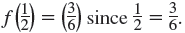 f(1/2) = (3/6) since 1/2 = 3/6.